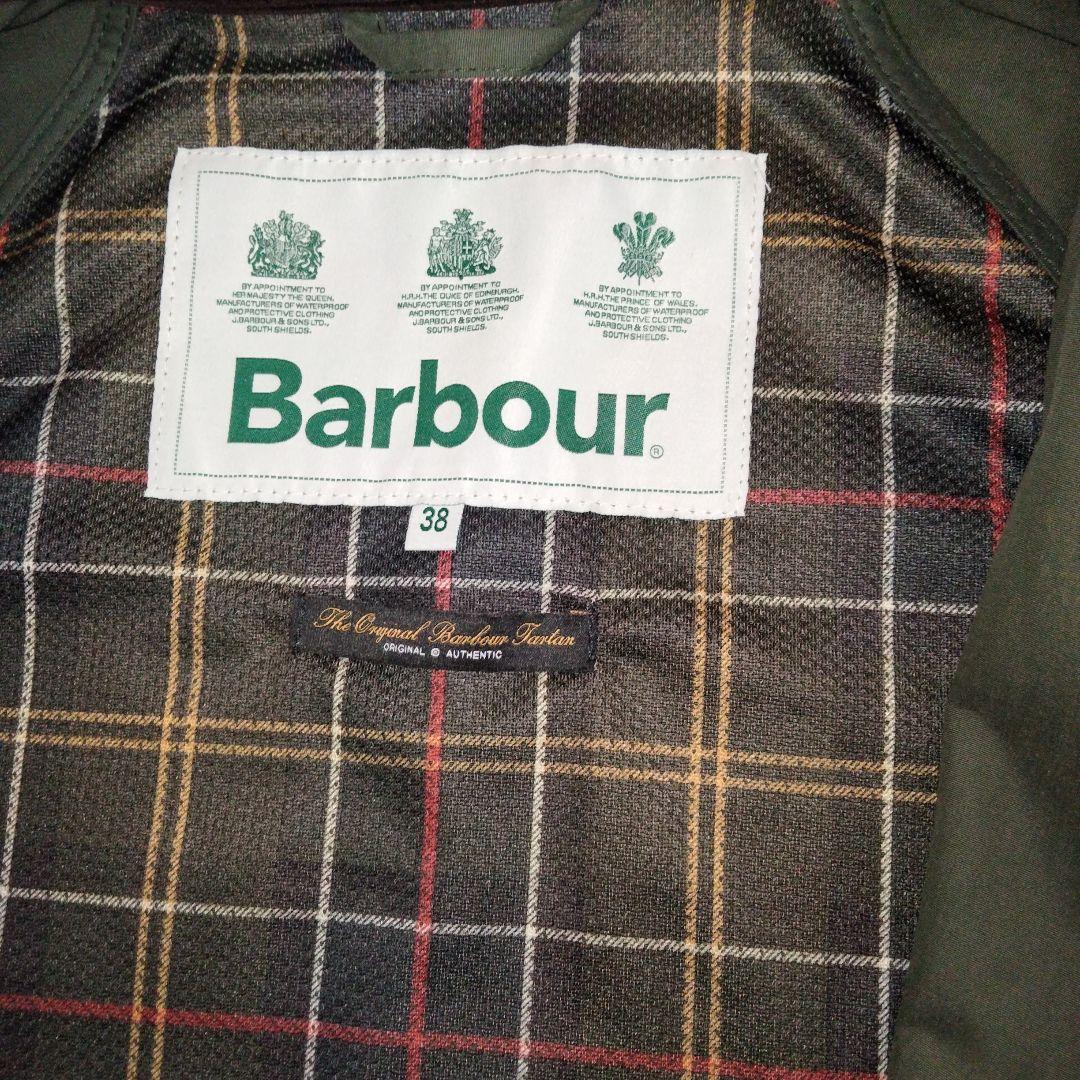 BY APPOINTMENT TO
HER MAJESTY THE QUEEN,
MANUFACTURERS OF WATERPROOF
AND PROTECTIVE CLOTHING
J.BARBOUR & SONS LTD.,
SOUTH SHIELDS.
BY APPOINTMENT TO
H.R.H. THE DUKE OF EDINBURGH,
MANUFACTURERS OF WATERPROOF
AND PROTECTIVE CLOTHING
J.BARBOUR & SONS LTD.,
SOUTH SHIELDS.
BY APPOINTMENT TO
H.R.H. THE PRINCE OF WALES,
MANUFACTURERS OF WATERPROOF
AND PROTECTIVE CLOTHING
J.BARBOUR & SONS LTD.,
SOUTH SHIELDS.
Barbour®
38
The Original Barbour Tartan
ORIGINAL @ AUTHENTIC